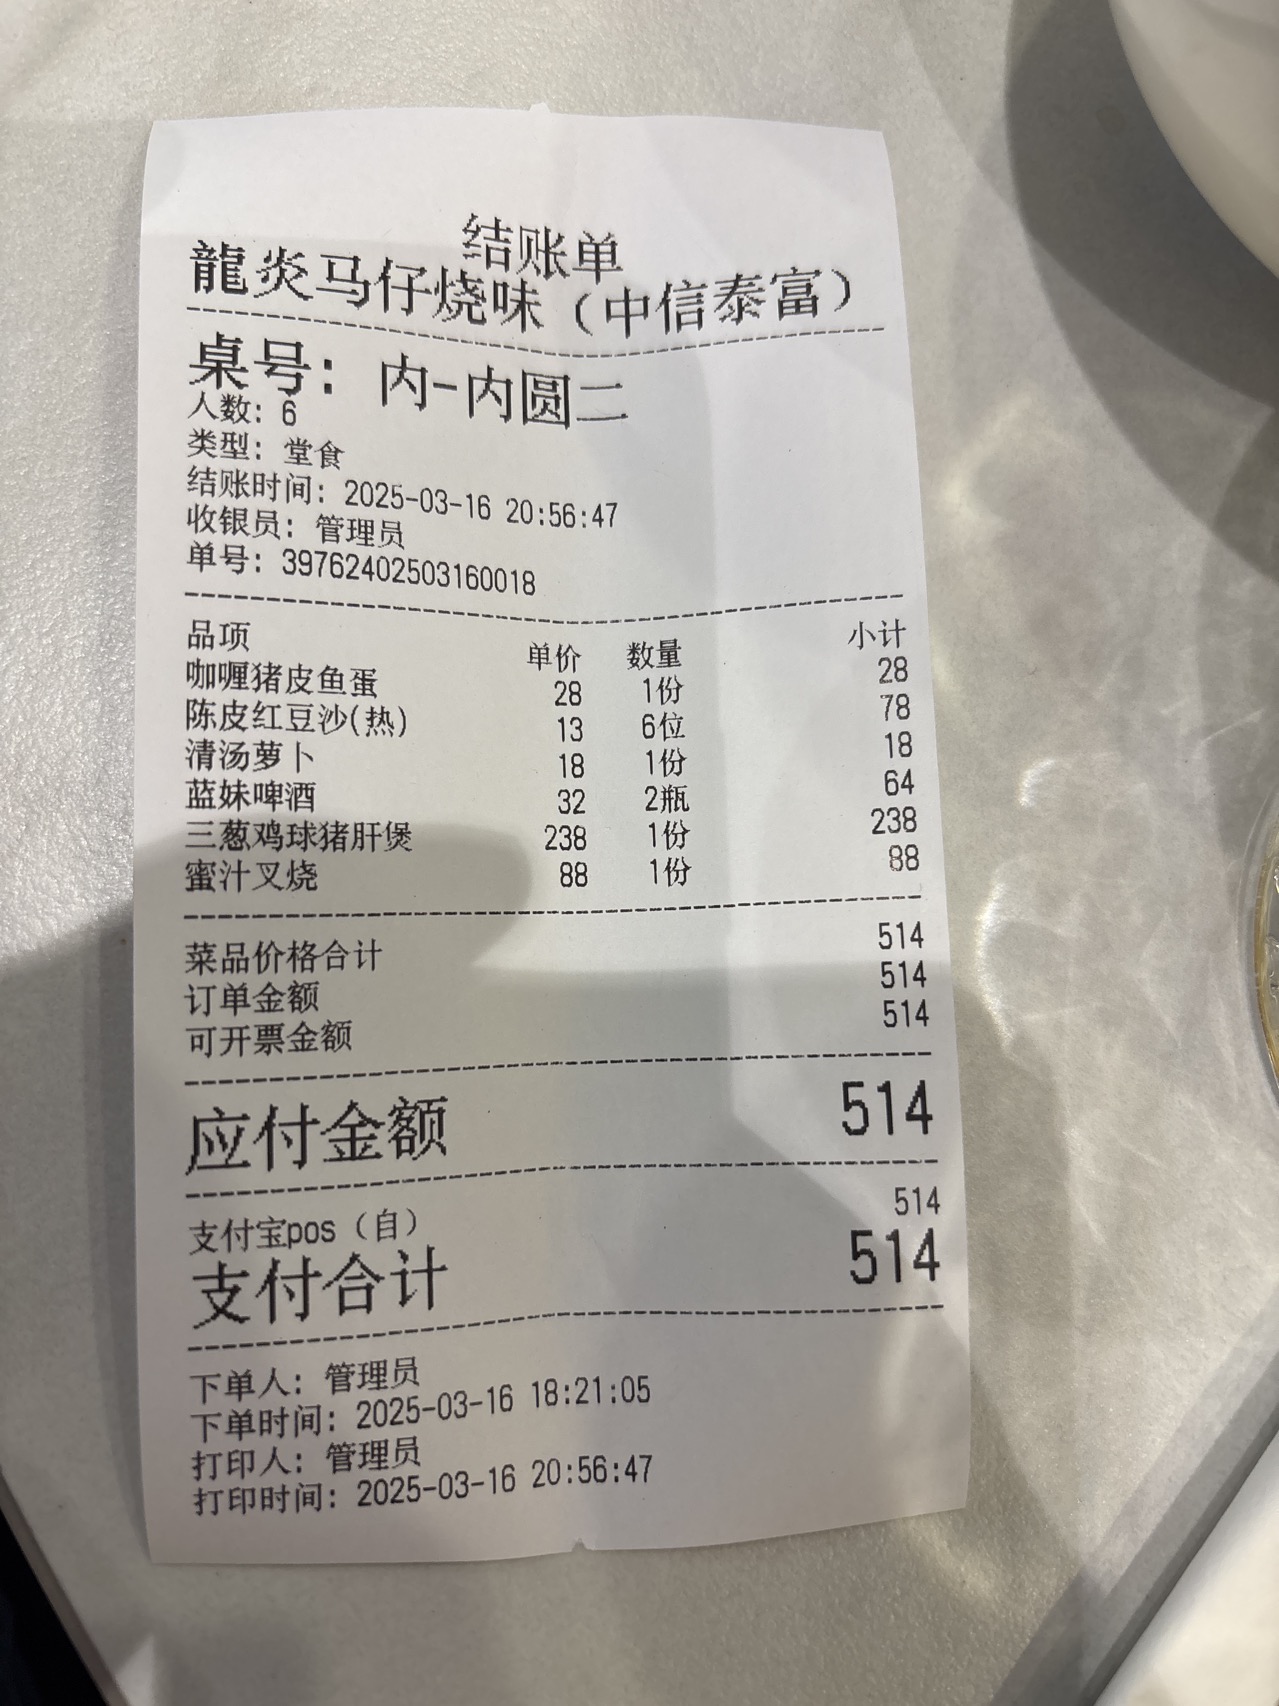 结账单
龍炎马仔烧味（中信泰富）
桌号：内-内圆二
人数：6
类型：堂食
结账时间：2025-03-16 20:56:47
收银员：管理员
单号：39762402503160018
品项 单价 数量 小计
咖喱猪皮鱼蛋 28 1份 28
陈皮红豆沙(热) 13 6位 78
清汤萝卜 18 1份 18
蓝妹啤酒 32 2瓶 64
三葱鸡球猪肝煲 238 1份 238
蜜汁叉烧 88 1份 88
菜品价格合计 514
订单金额 514
可开票金额 514
应付金额 514
支付宝pos（自） 514
支付合计 514
下单人：管理员
下单时间：2025-03-16 18:21:05
打印人：管理员
打印时间：2025-03-16 20:56:47